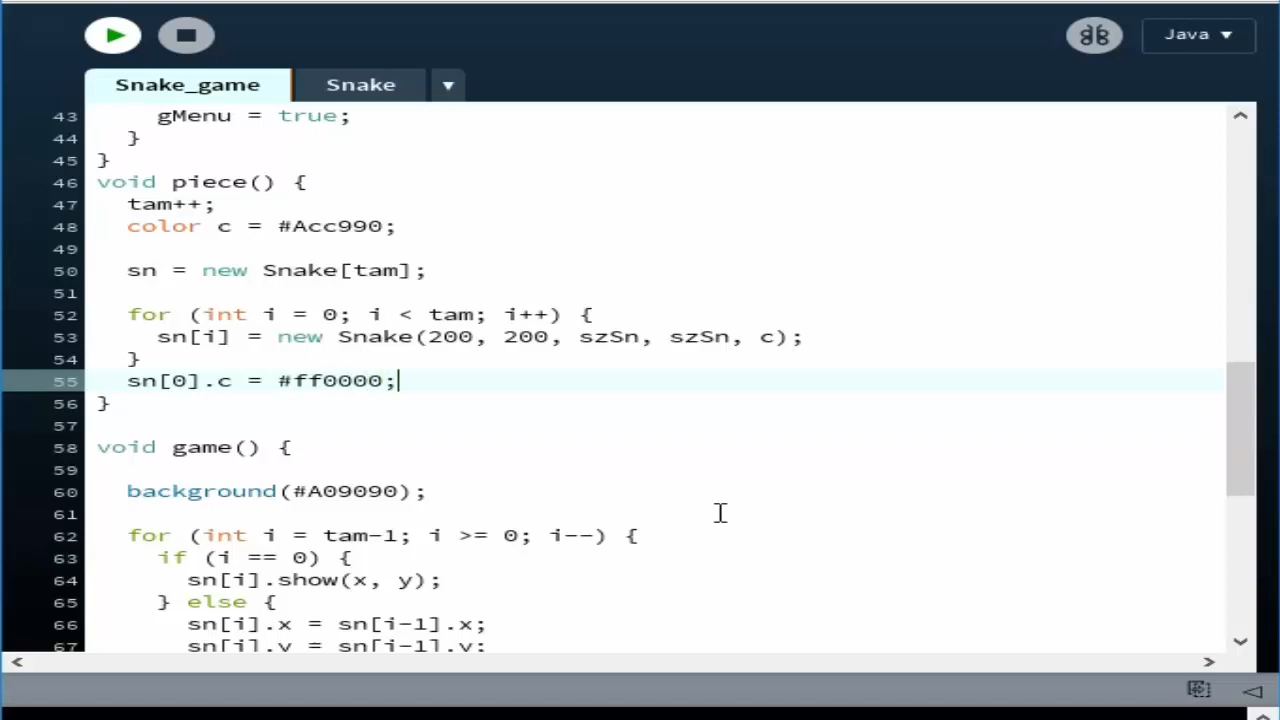 Java ▼
Snake_game Snake ▼
43 gMenu = true;
44 }
45 }
46 void piece() {
47 tam++;
48 color c = #Acc990;
49
50 sn = new Snake[tam];
51
52 for (int i = 0; i < tam; i++) {
53 sn[i] = new Snake(200, 200, szSn, szSn, c);
54 }
55 sn[0].c = #ff0000;
56 }
57
58 void game() {
59
60 background(#A09090);
61
62 for (int i = tam-1; i >= 0; i--) {
63 if (i == 0) {
64 sn[i].show(x, y);
65 } else {
66 sn[i].x = sn[i-1].x;
67 sn[i].y = sn[i-1].y;